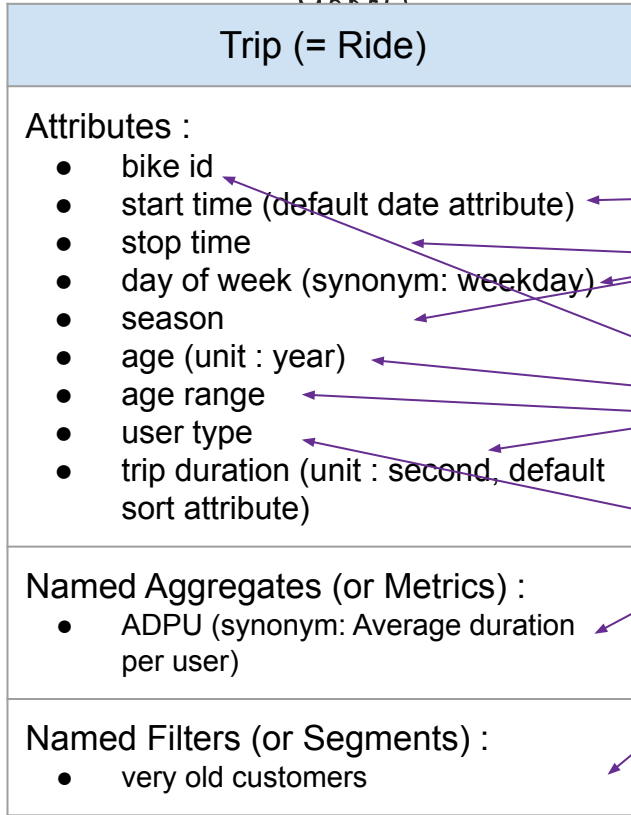 Trip (= Ride)
Attributes :
● bike id
● start time (default date attribute)
● stop time
● day of week (synonym: weekday)
● season
● age (unit : year)
● age range
● user type
● trip duration (unit : second, default
sort attribute)
Named Aggregates (or Metrics) :
● ADPU (synonym: Average duration
per user)
Named Filters (or Segments) :
● very old customers